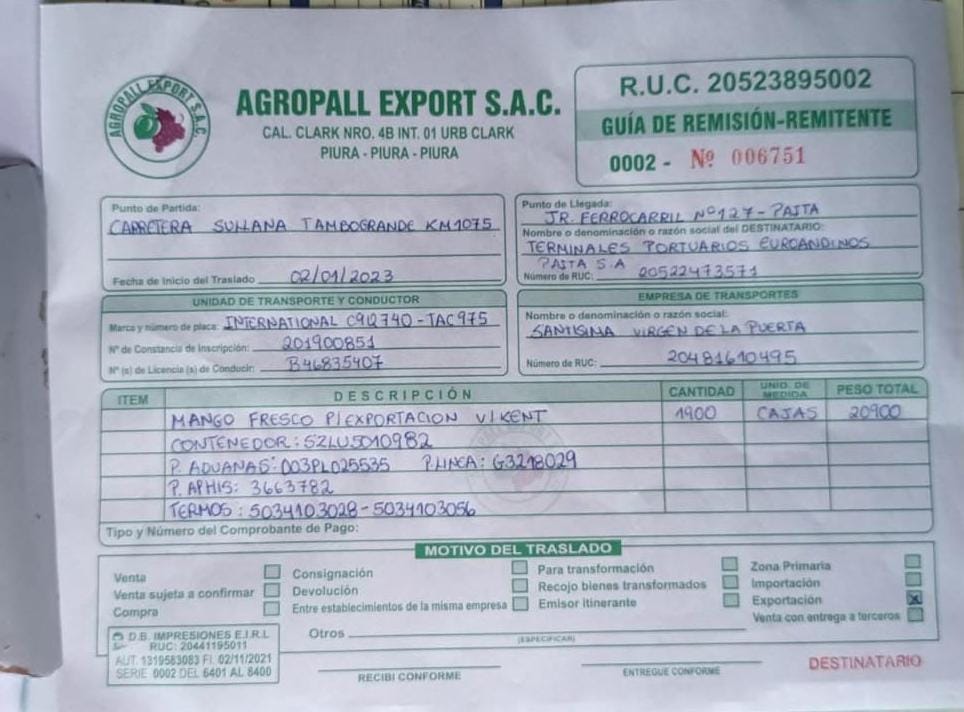 AGROPALL EXPORT S.A.C.
AGROPALL EXPORT S.A.C.
CAL. CLARK NRO. 4B INT. 01 URB CLARK
PIURA - PIURA - PIURA
R.U.C. 20523895002
GUÍA DE REMISIÓN-REMITENTE
0002 - Nº 006751
Punto de Partida:
CARRETERA SULLANA TAMBOGRANDE KM1075
Fecha de Inicio del Traslado 02/01/2023
Punto de Llegada:
JR. FERROCARRIL Nº127 - PAITA
Nombre o denominación o razón social del DESTINATARIO:
TERMINALES PORTUARIOS EUROANDINOS
PAITA S.A
Número de RUC: 20522473571
UNIDAD DE TRANSPORTE Y CONDUCTOR
Marca y número de placa: INTERNATIONAL C9Q740 - TAC975
Nº de Constancia de Inscripción: 201900851
Nº (s) de Licencia (s) de Conducir: B46835407
EMPRESA DE TRANSPORTES
Nombre o denominación o razón social:
SANTISIMA VIRGEN DE LA PUERTA
Número de RUC: 20481610495
ITEM DESCRIPCIÓN CANTIDAD UNID. DE MEDIDA PESO TOTAL
MANGO FRESCO P/EXPORTACION V/KENT 1900 CAJAS 20900
CONTENEDOR: SZLU5010982
P. ADUANAS: 003PL025535 P.LINEA: G3218029
P. APHIS: 3663782
TERMOS: 5034103028 - 5034103056
Tipo y Número del Comprobante de Pago:
MOTIVO DEL TRASLADO
Venta
Venta sujeta a confirmar
Compra
Consignación
Devolución
Entre establecimientos de la misma empresa
Para transformación
Recojo bienes transformados
Emisor itinerante
Zona Primaria
Importación
Exportación X
Venta con entrega a terceros
Otros
(ESPECIFICAR)
D.B. IMPRESIONES E.I.R.L
RUC: 20441195011
AUT. 1319583083 F.I. 02/11/2021
SERIE 0002 DEL 6401 AL 8400
RECIBI CONFORME
ENTREGUE CONFORME
DESTINATARIO